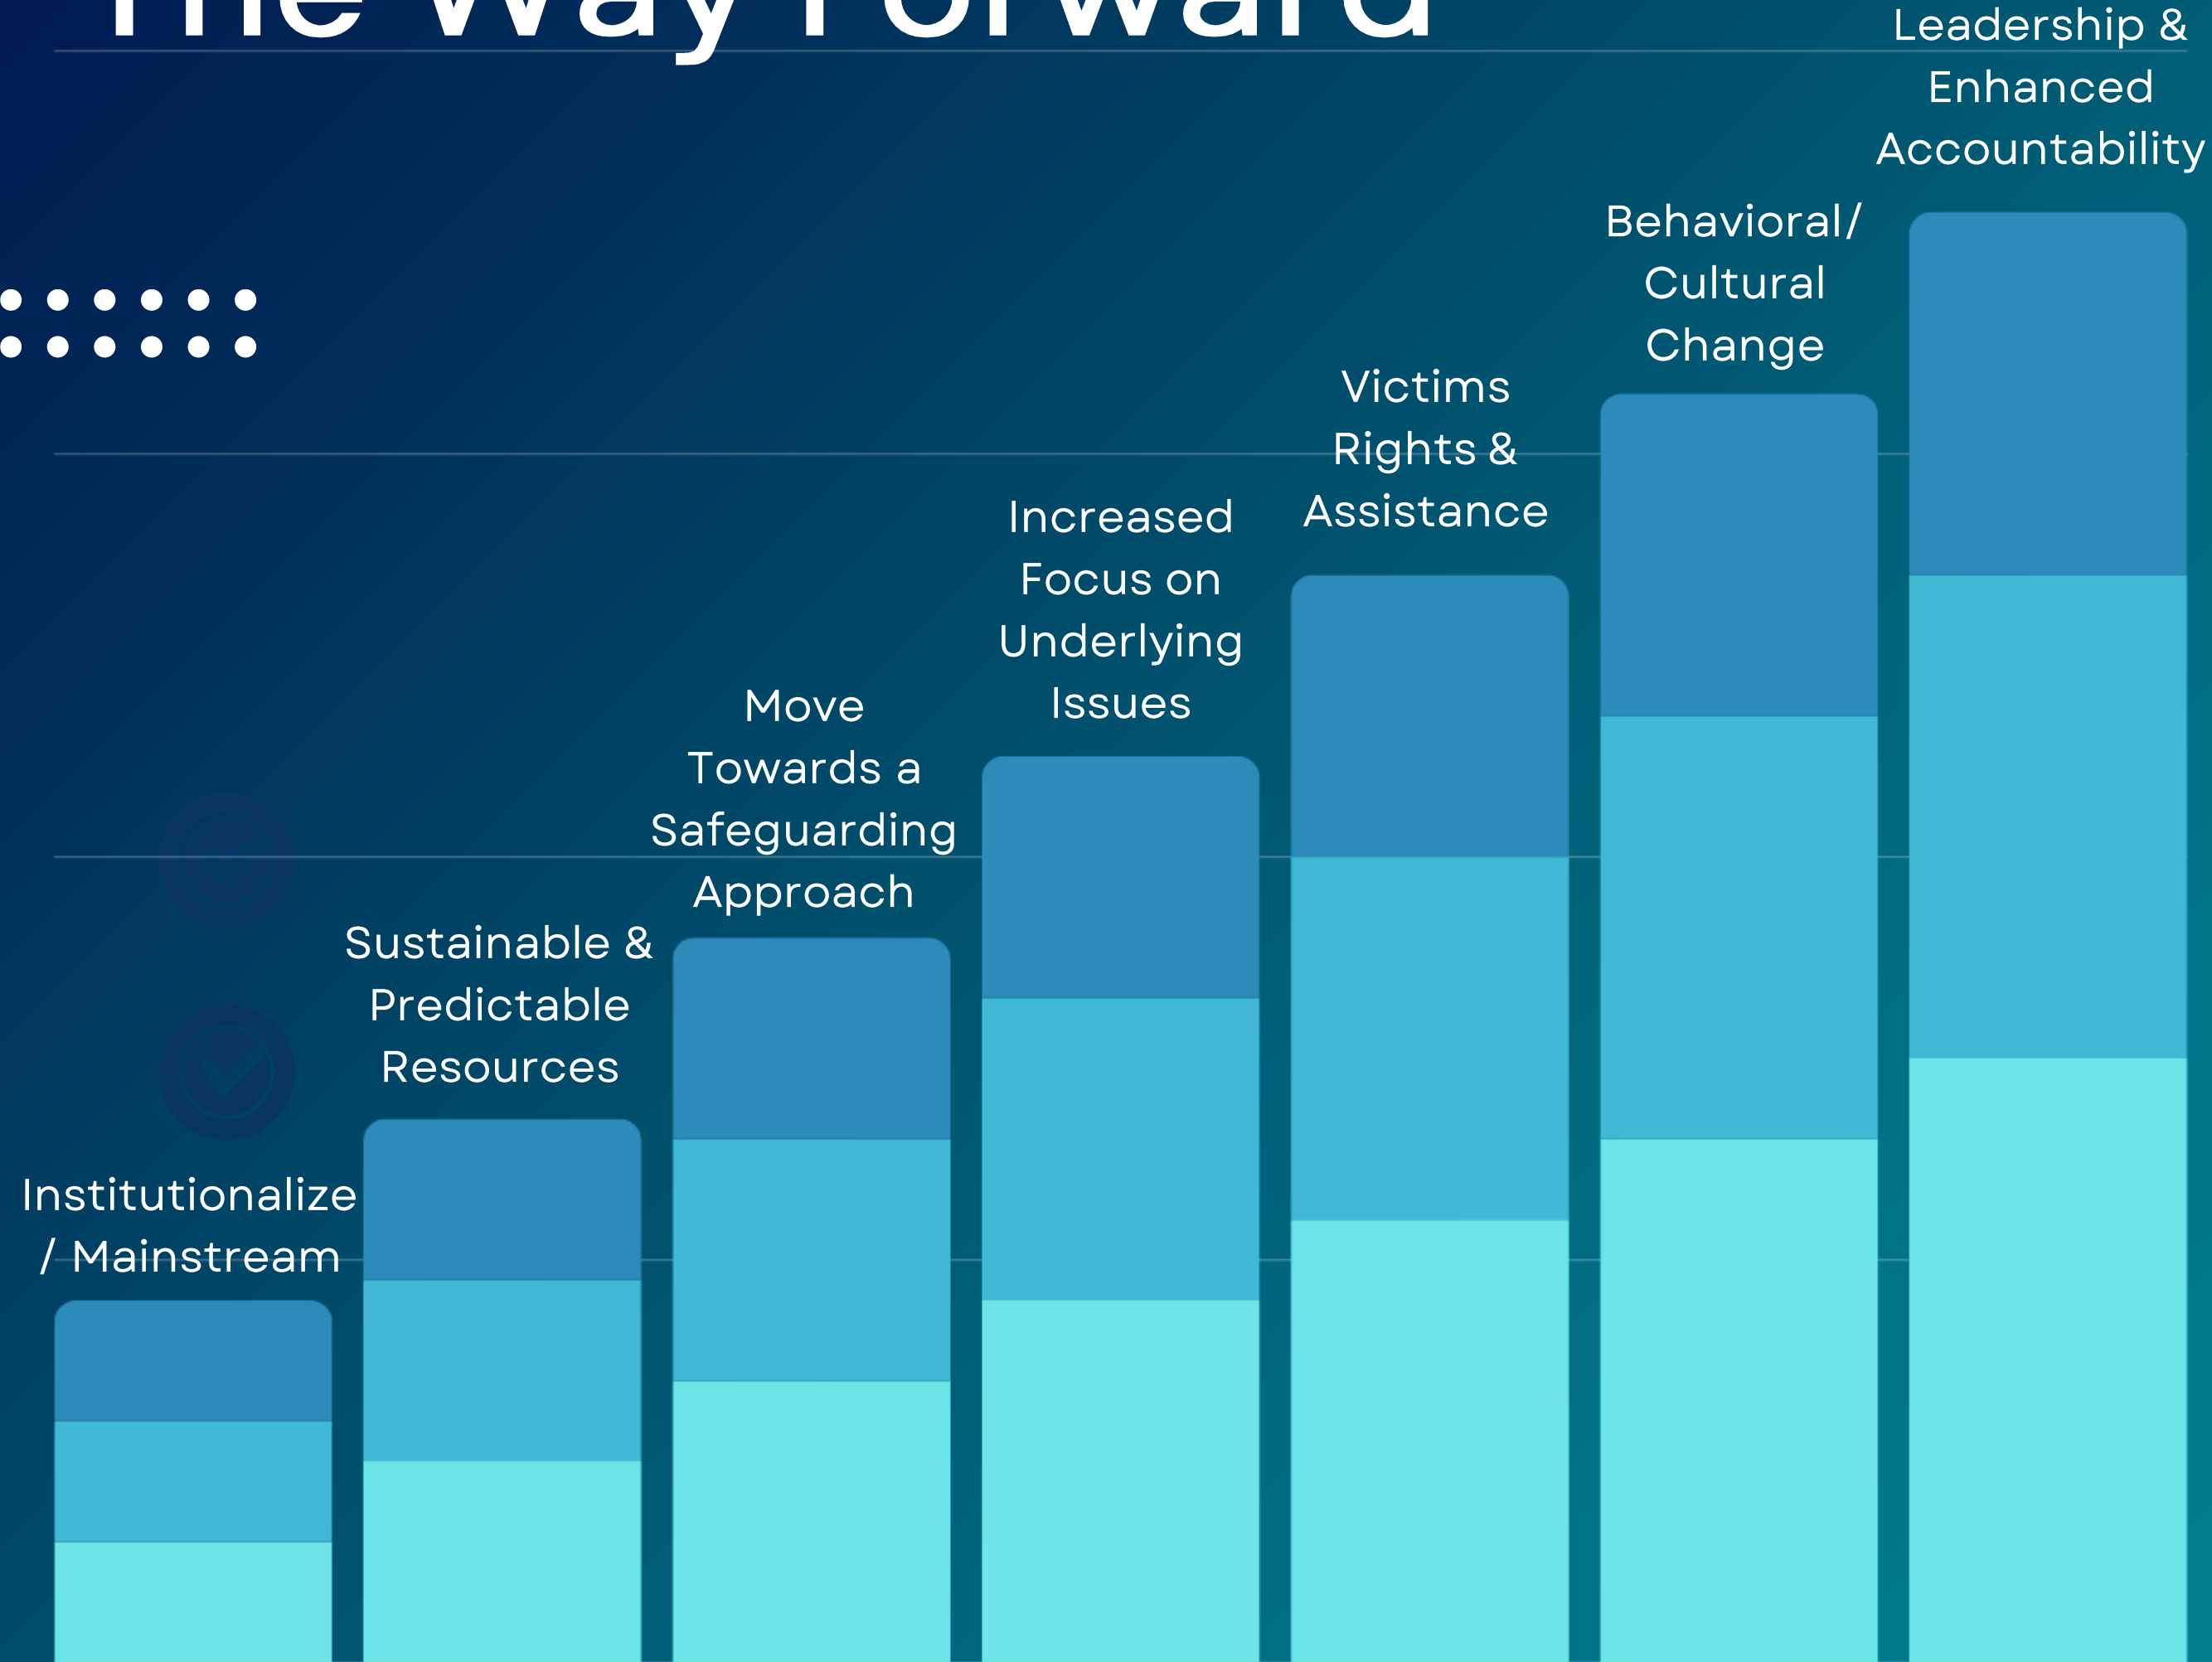 The Way Forward
Leadership &
Enhanced
Accountability
Behavioral/
Cultural
Change
Victims
Rights &
Assistance
Increased
Focus on
Underlying
Issues
Move
Towards a
Safeguarding
Approach
Sustainable &
Predictable
Resources
Institutionalize
/ Mainstream